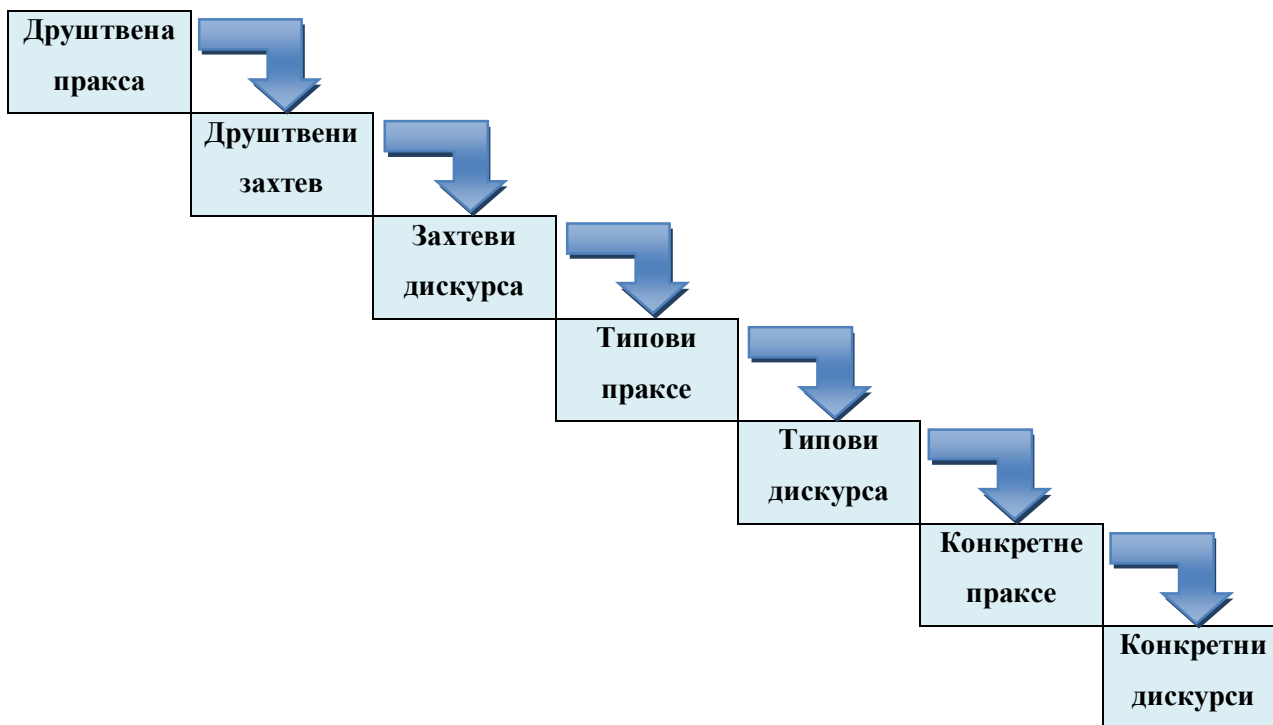 Друштвена
пракса
Друштвени
захтев
Захтеви
дискурса
Типови
праксе
Типови
дискурса
Конкретне
праксе
Конкретни
дискурси